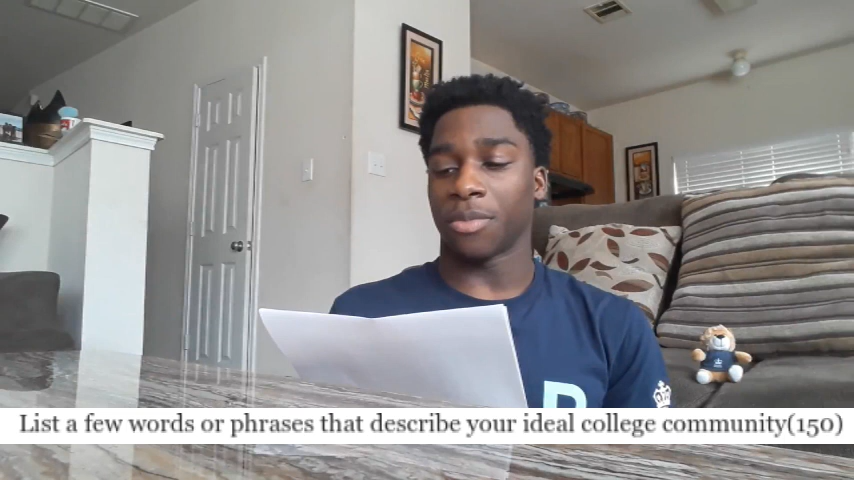 List a few words or phrases that describe your ideal college community(150)